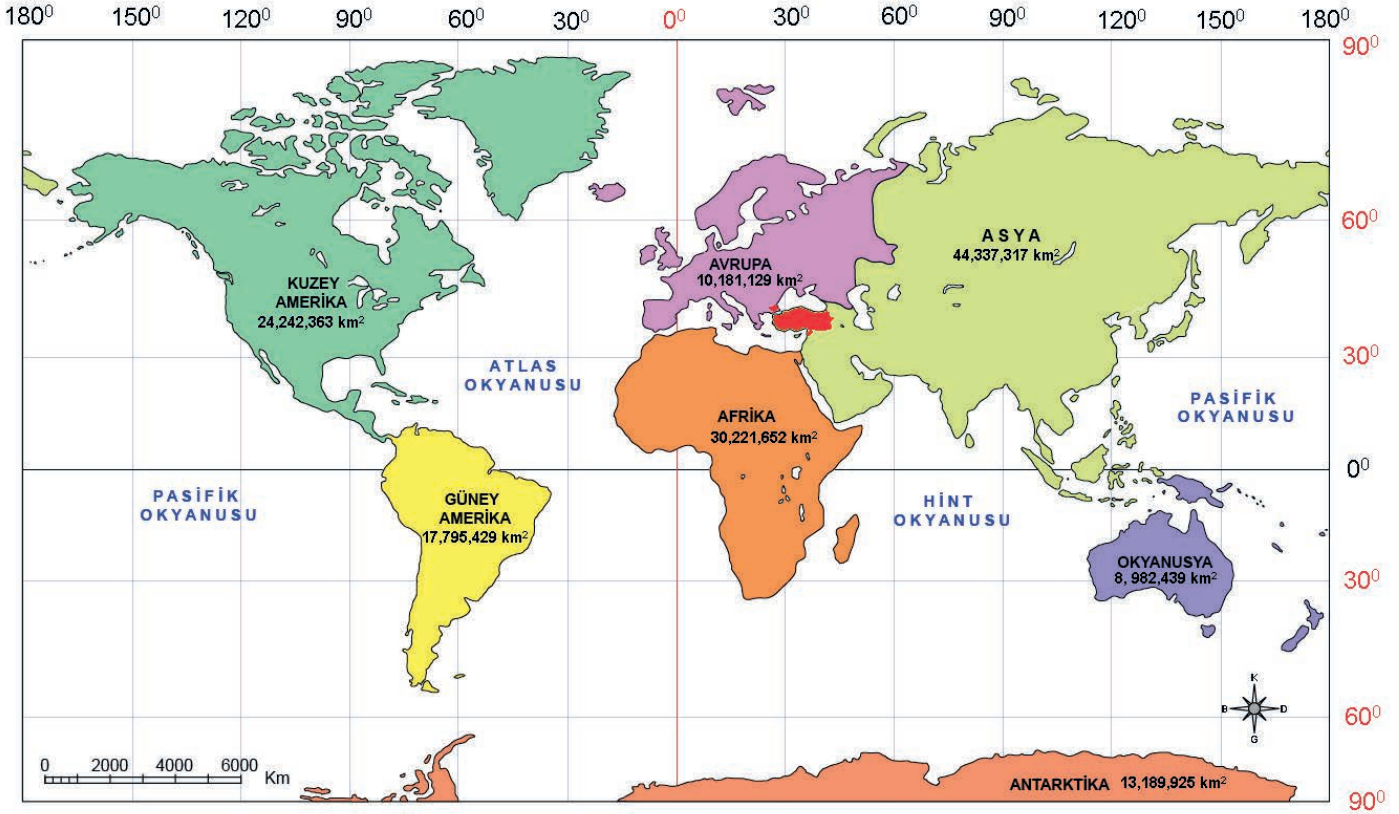 180⁰ 150⁰ 120⁰ 90⁰ 60⁰ 30⁰ 0⁰ 30⁰ 60⁰ 90⁰ 120⁰ 150⁰ 180⁰
90⁰
60⁰
ASYA
44,337,317 km²
AVRUPA
10,181,129 km²
KUZEY
AMERİKA
24,242,363 km²
30⁰
ATLAS
OKYANUSU
PASİFİK
OKYANUSU
AFRİKA
30,221,652 km²
0⁰
PASİFİK
OKYANUSU
GÜNEY
AMERİKA
17,795,429 km²
HİNT
OKYANUSU
OKYANUSYA
8, 982,439 km²
30⁰
K
B D
G
60⁰
0 2000 4000 6000 Km
ANTARKTİKA 13,189,925 km²
90⁰